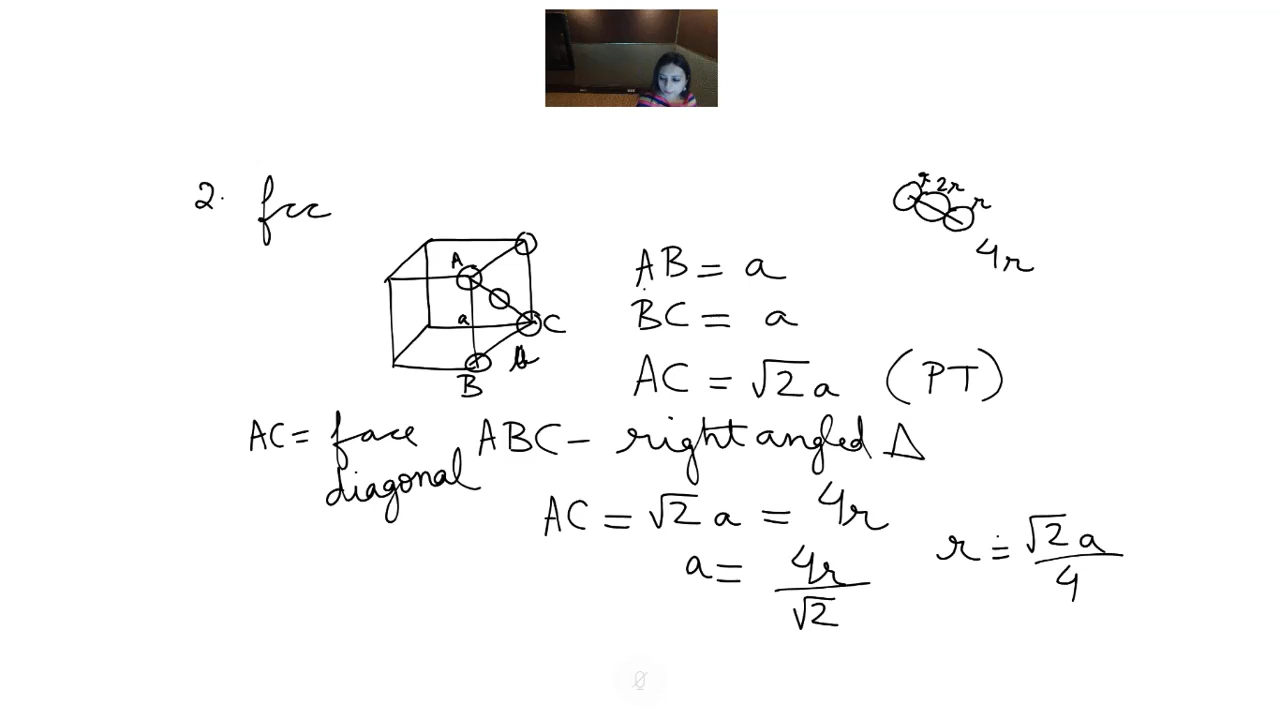 2. fcc
r 2r r
4r
A
a
C
B
AB = a
BC = a
AC = √2 a (PT)
AC = face diagonal
ABC - right angled Δ
AC = √2 a = 4r
a = 4r / √2
r = √2 a / 4